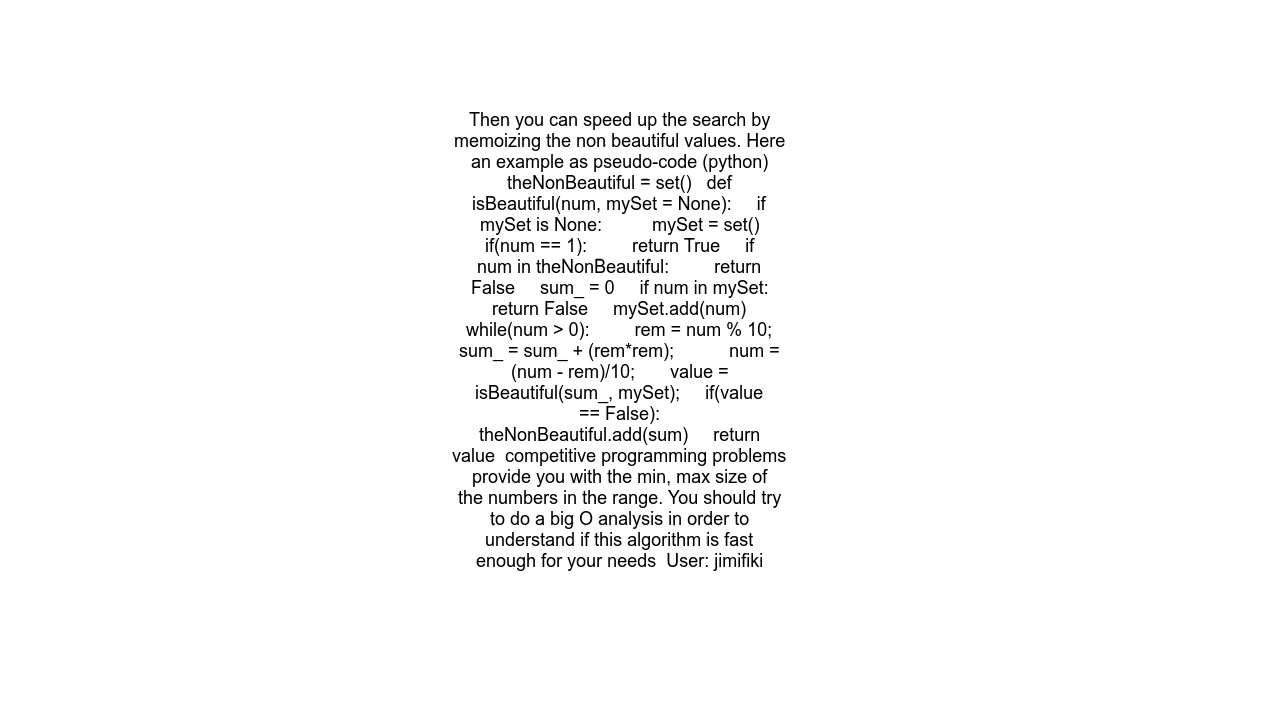 Then you can speed up the search by
memoizing the non beautiful values. Here
an example as pseudo-code (python)
theNonBeautiful = set()   def
isBeautiful(num, mySet = None):     if
mySet is None:          mySet = set()
if(num == 1):         return True     if
num in theNonBeautiful:         return
False     sum_ = 0     if num in mySet:
return False     mySet.add(num)
while(num > 0):         rem = num % 10;
sum_ = sum_ + (rem*rem);           num =
(num - rem)/10;       value =
isBeautiful(sum_, mySet);     if(value
== False):
theNonBeautiful.add(sum)     return
value  competitive programming problems
provide you with the min, max size of
the numbers in the range. You should try
to do a big O analysis in order to
understand if this algorithm is fast
enough for your needs  User: jimifiki